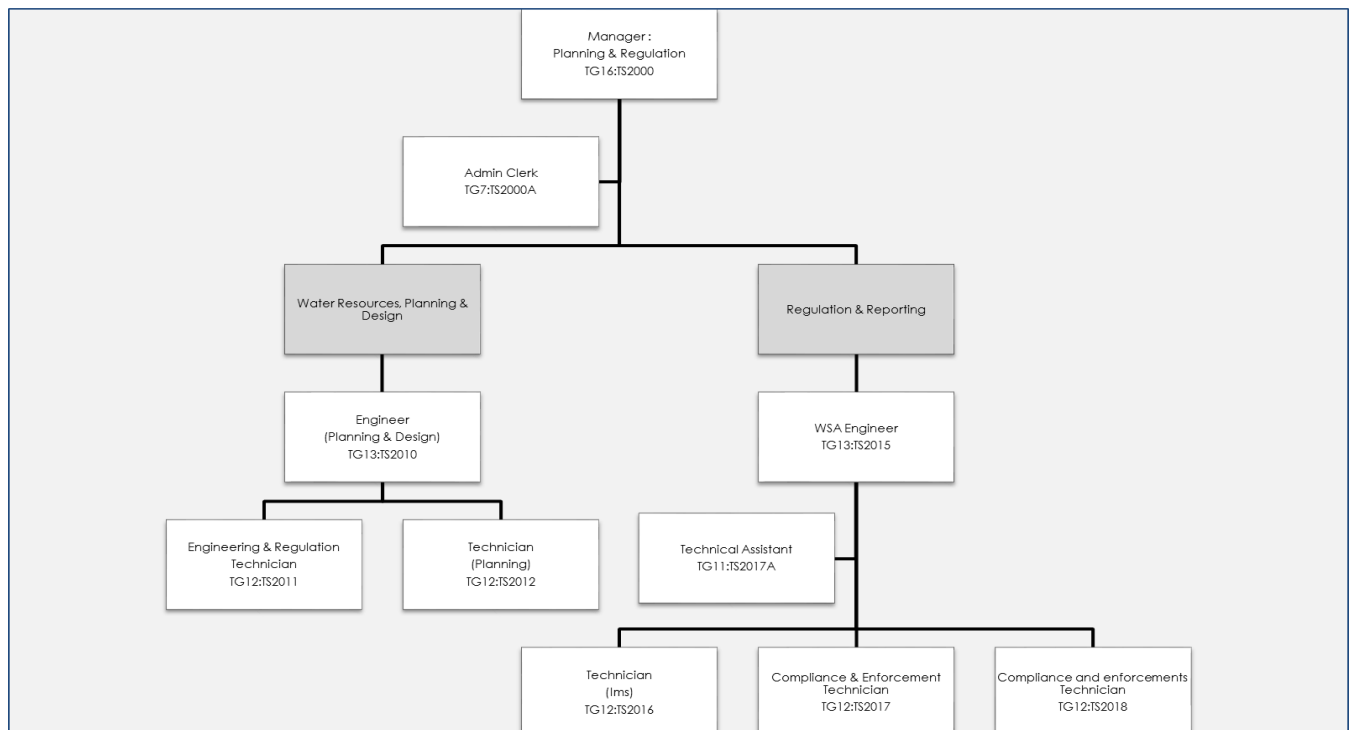 Manager :
Planning & Regulation
TG16:TS2000
Admin Clerk
TG7:TS2000A
Water Resources, Planning &
Design
Regulation & Reporting
Engineer
(Planning & Design)
TG13:TS2010
WSA Engineer
TG13:TS2015
Engineering & Regulation
Technician
TG12:TS2011
Technician
(Planning)
TG12:TS2012
Technical Assistant
TG11:TS2017A
Technician
(Ims)
TG12:TS2016
Compliance & Enforcement
Technician
TG12:TS2017
Compliance and enforcements
Technician
TG12:TS2018